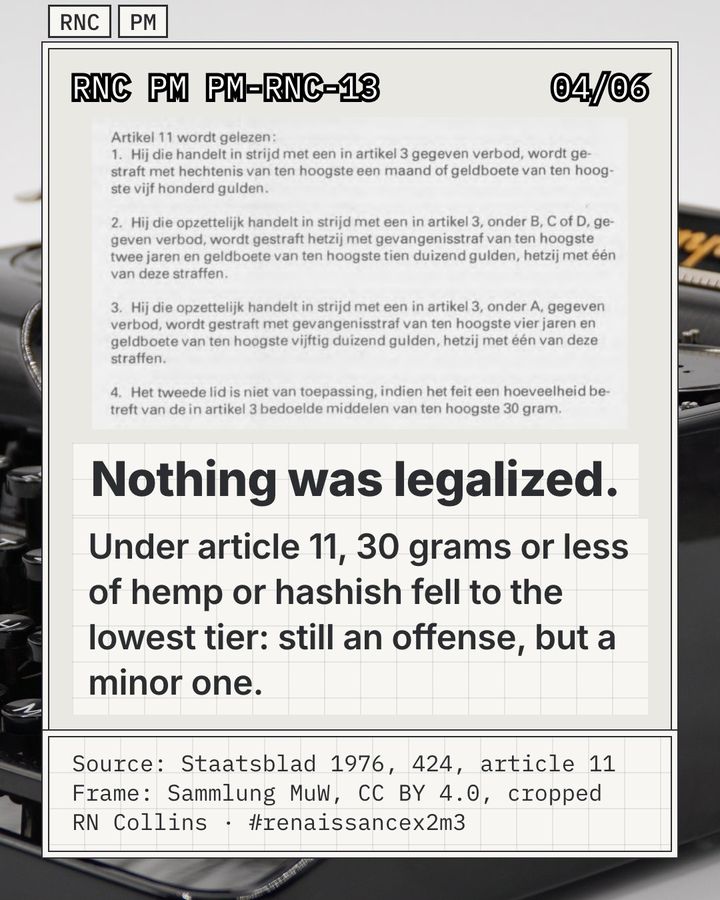 RNC PM
RNC PM PM-RNC-13 04/06
Artikel 11 wordt gelezen:
1. Hij die handelt in strijd met een in artikel 3 gegeven verbod, wordt ge-
straft met hechtenis van ten hoogste een maand of geldboete van ten hoog-
ste vijf honderd gulden.
2. Hij die opzettelijk handelt in strijd met een in artikel 3, onder B, C of D, ge-
geven verbod, wordt gestraft hetzij met gevangenisstraf van ten hoogste
twee jaren en geldboete van ten hoogste tien duizend gulden, hetzij met één
van deze straffen.
3. Hij die opzettelijk handelt in strijd met een in artikel 3, onder A, gegeven
verbod, wordt gestraft met gevangenisstraf van ten hoogste vier jaren en
geldboete van ten hoogste vijftig duizend gulden, hetzij met één van deze
straffen.
4. Het tweede lid is niet van toepassing, indien het feit een hoeveelheid be-
treft van de in artikel 3 bedoelde middelen van ten hoogste 30 gram.
Nothing was legalized.
Under article 11, 30 grams or less
of hemp or hashish fell to the
lowest tier: still an offense, but a
minor one.
Source: Staatsblad 1976, 424, article 11
Frame: Sammlung MuW, CC BY 4.0, cropped
RN Collins · #renaissancex2m3